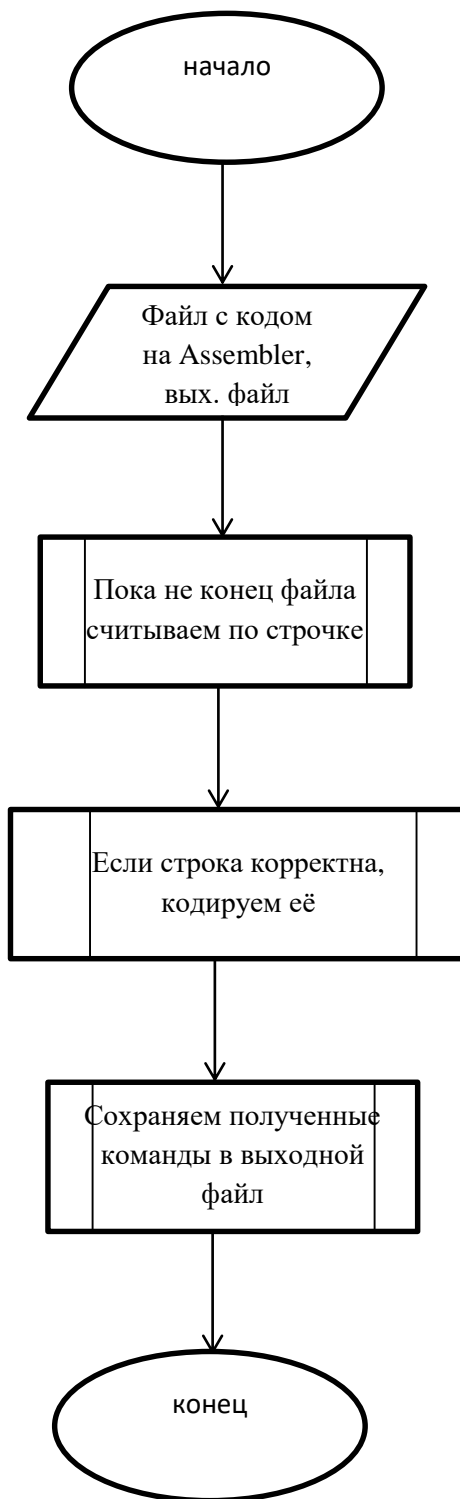 начало
Файл с кодом
на Assembler,
вых. файл
Пока не конец файла
считываем по строчке
Если строка корректна,
кодируем её
Сохраняем полученные
команды в выходной
файл
конец